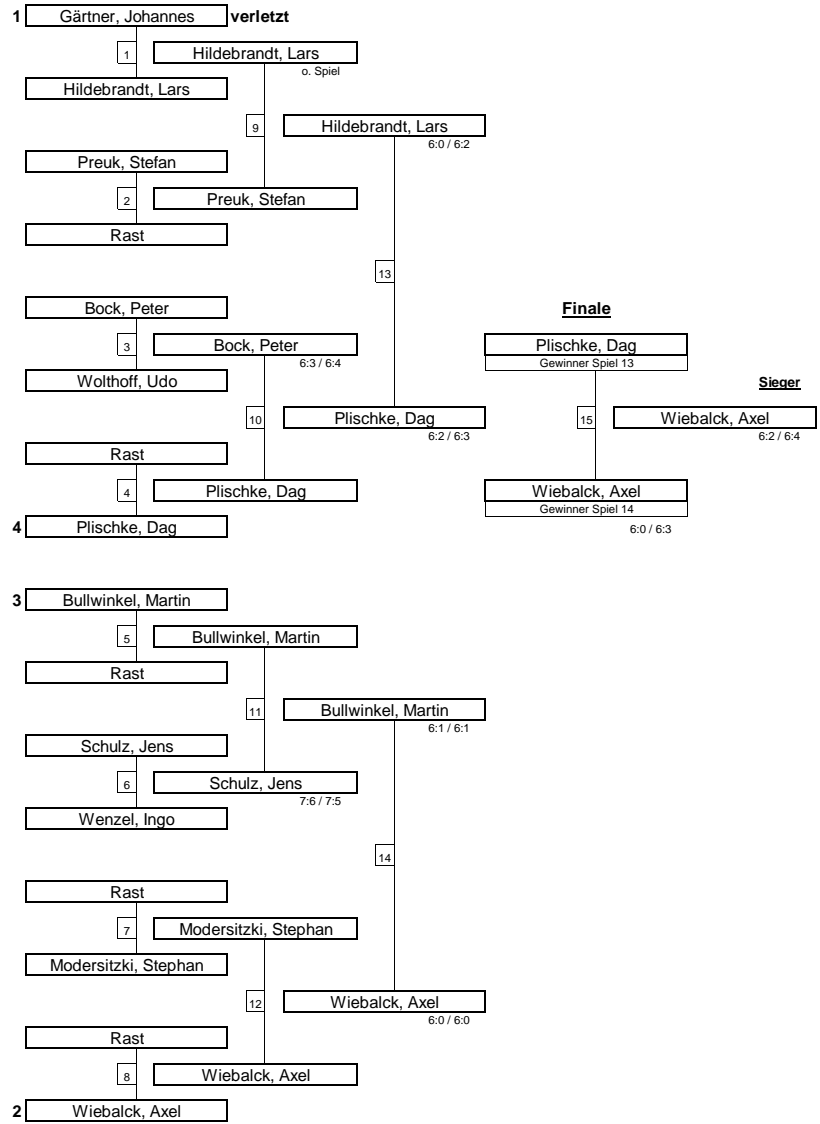 1 Gärtner, Johannes verletzt
1 Hildebrandt, Lars
o. Spiel
Hildebrandt, Lars
9 Hildebrandt, Lars
6:0 / 6:2
Preuk, Stefan
2 Preuk, Stefan
Rast
13
Bock, Peter
Finale
3 Bock, Peter
6:3 / 6:4
Plischke, Dag
Gewinner Spiel 13
Wolthoff, Udo
Sieger
10 Plischke, Dag
6:2 / 6:3
15 Wiebalck, Axel
6:2 / 6:4
Rast
4 Plischke, Dag
Wiebalck, Axel
Gewinner Spiel 14
4 Plischke, Dag
6:0 / 6:3
3 Bullwinkel, Martin
5 Bullwinkel, Martin
Rast
11 Bullwinkel, Martin
6:1 / 6:1
Schulz, Jens
6 Schulz, Jens
7:6 / 7:5
Wenzel, Ingo
14
Rast
7 Modersitzki, Stephan
Modersitzki, Stephan
12 Wiebalck, Axel
6:0 / 6:0
Rast
8 Wiebalck, Axel
2 Wiebalck, Axel